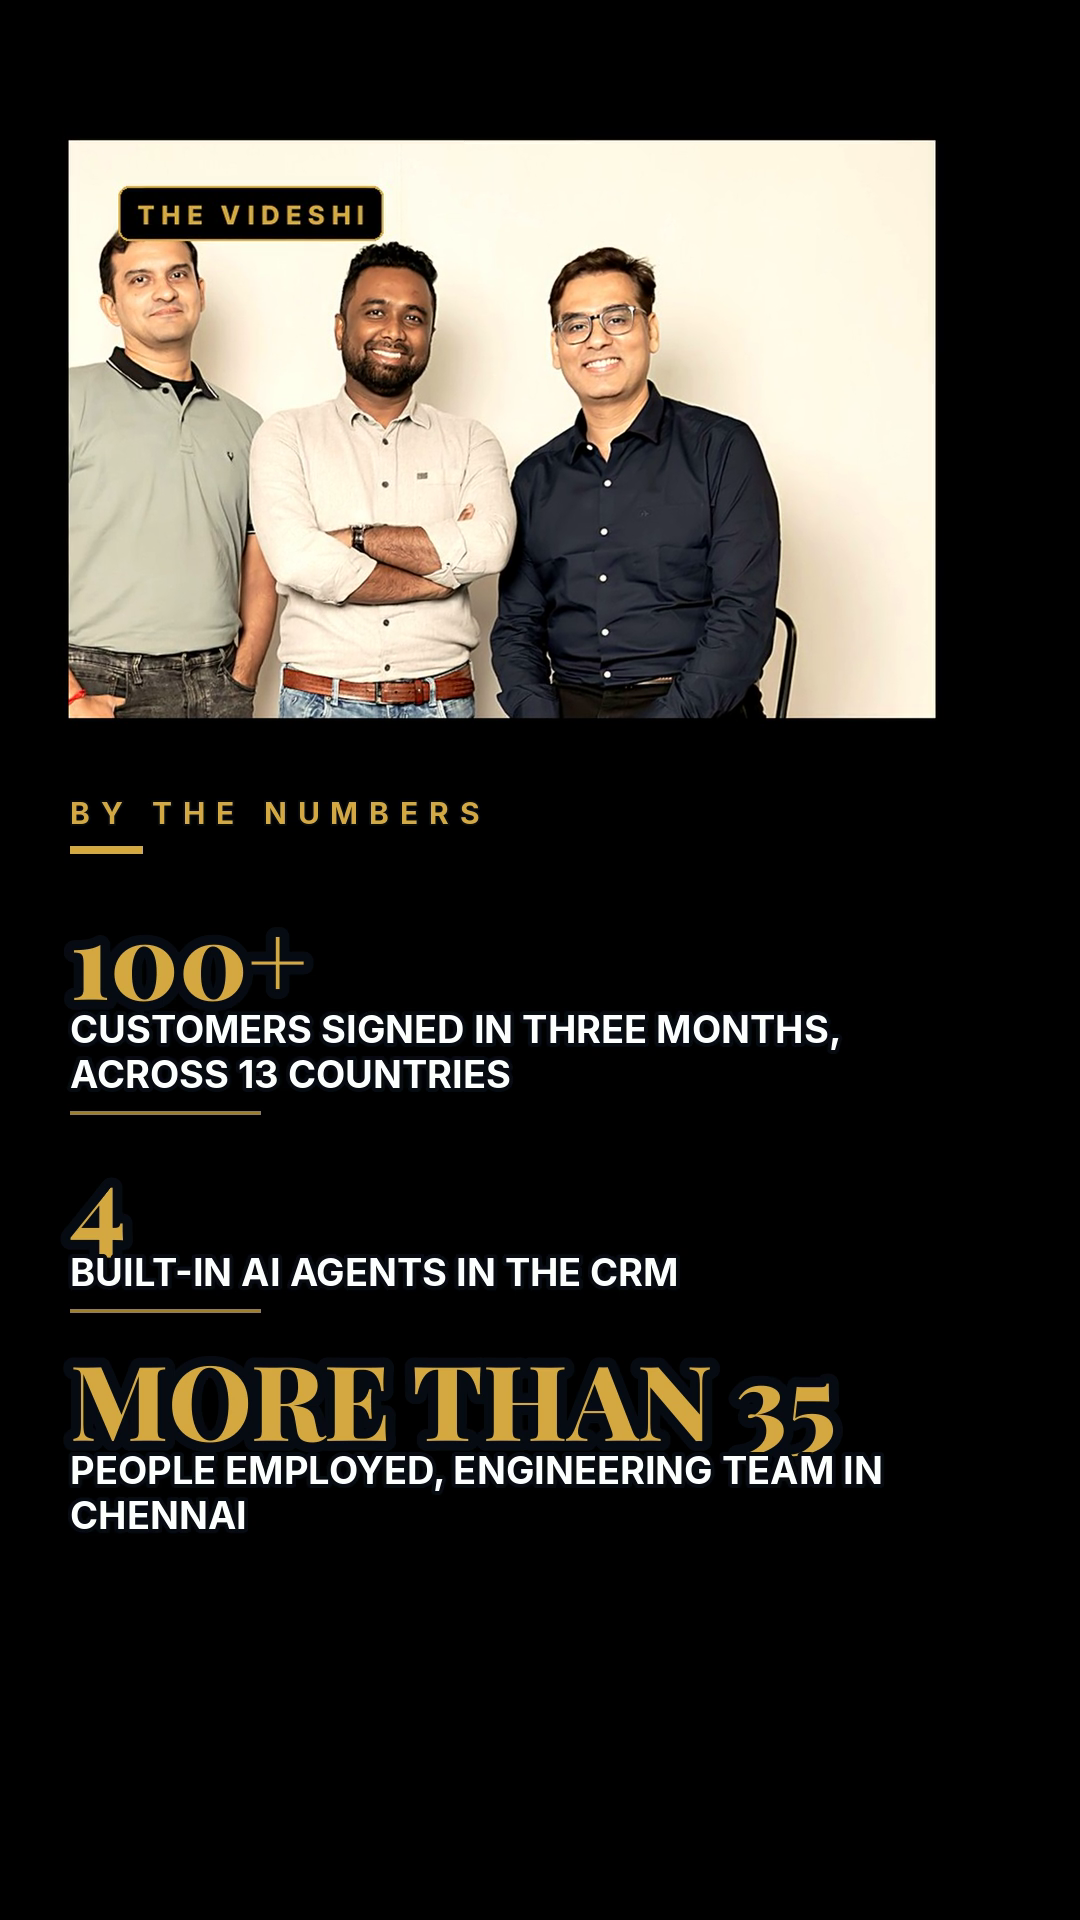 THE VIDESHI
BY THE NUMBERS
100+
CUSTOMERS SIGNED IN THREE MONTHS,
ACROSS 13 COUNTRIES
4
BUILT-IN AI AGENTS IN THE CRM
MORE THAN 35
PEOPLE EMPLOYED, ENGINEERING TEAM IN
CHENNAI